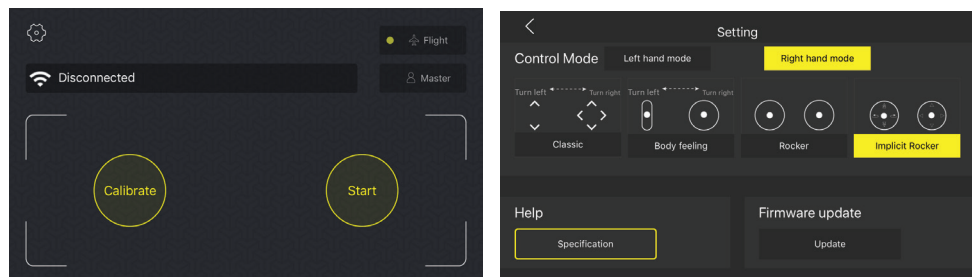 Flight
Disconnected
Master
Calibrate
Start
Setting
Control Mode
Left hand mode
Right hand mode
Turn left
Turn right
Turn left
Turn right
Classic
Body feeling
Rocker
Implicit Rocker
Help
Firmware update
Specification
Update